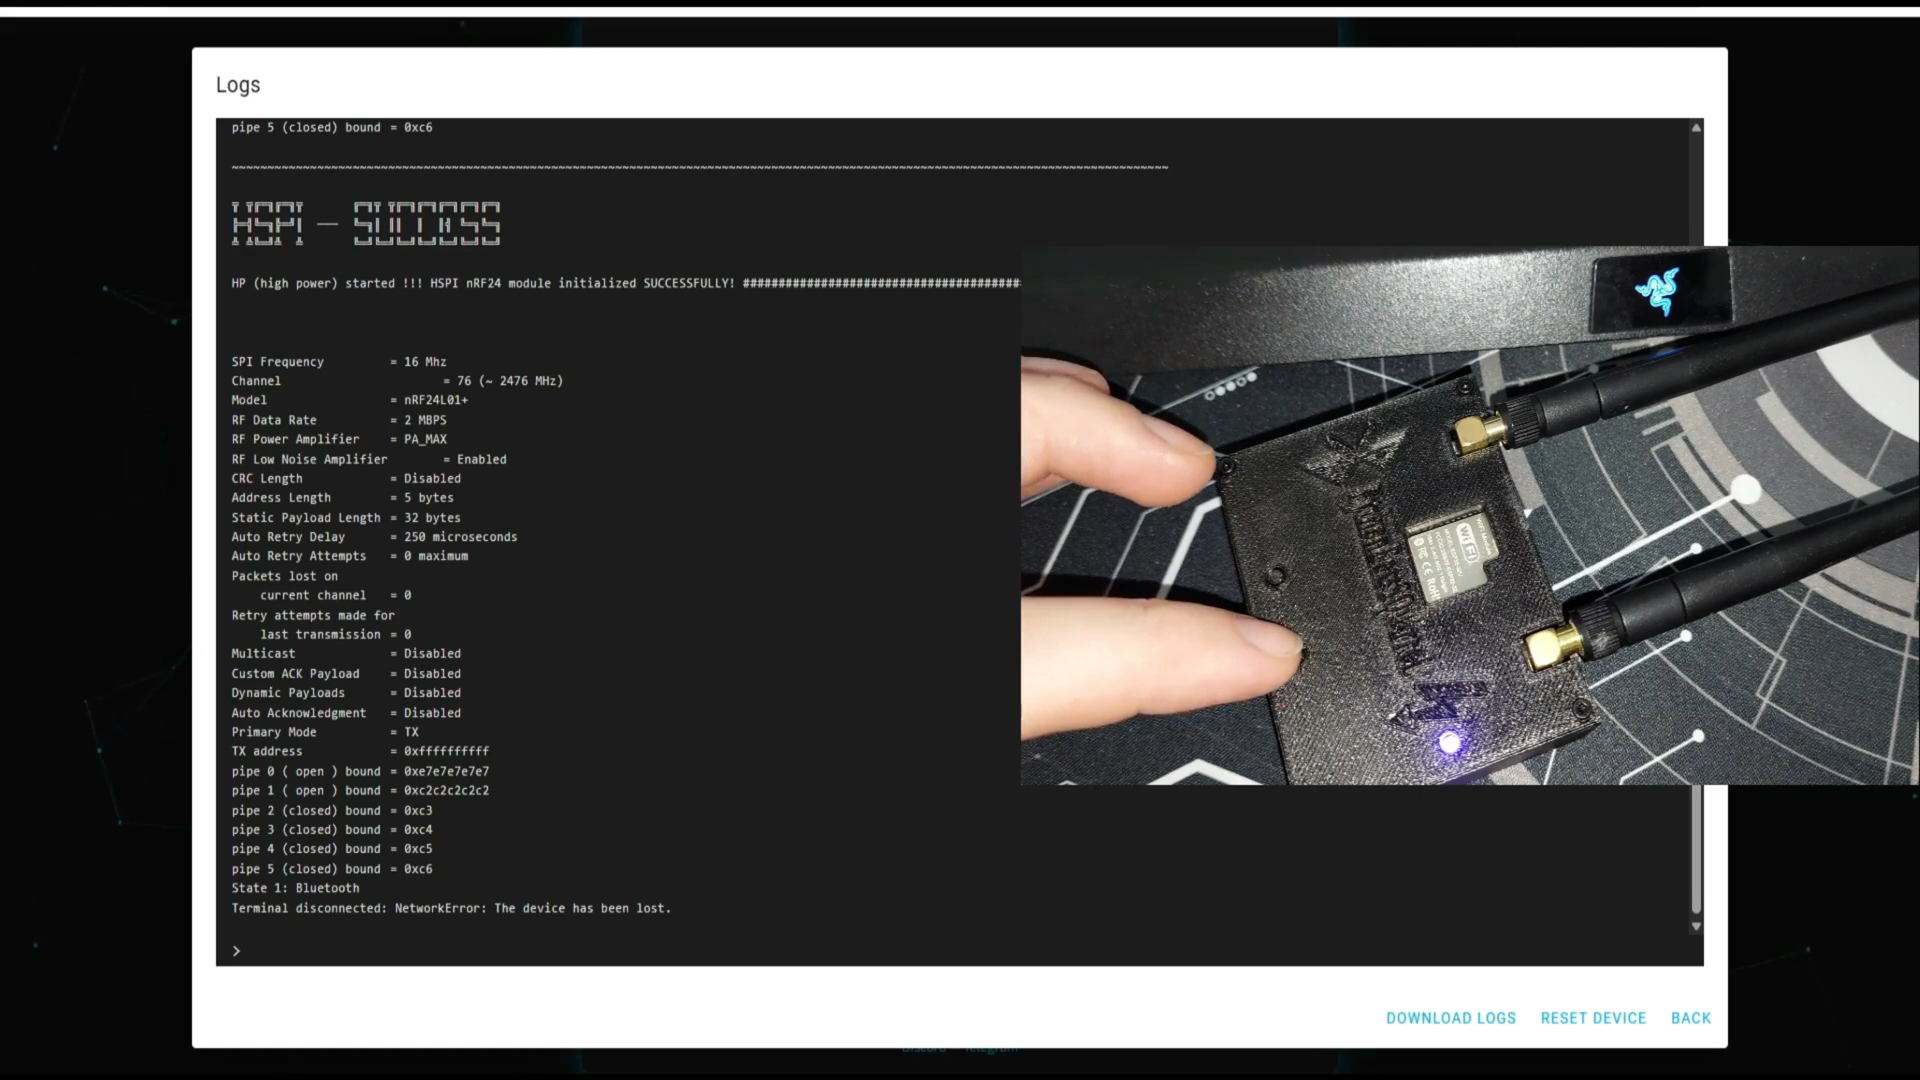 Logs
pipe 5 (closed) bound = 0xc6
~~~~~~~~~~~~~~~~~~~~~~~~~~~~~~~~~~~~~~~~~~~~~~~~~~~~~~~~~~~~~~~~~~~~~~~~~~~~~~~~~~~~~~~~~~~~~~~~~~~~~~~~~~~~~~~~~~~~~~~~~~~~~~~~~~~~
HSPI — SUCCESS
HP (high power) started !!! HSPI nRF24 module initialized SUCCESSFULLY! #######################################
SPI Frequency = 16 Mhz
Channel = 76 (~ 2476 MHz)
Model = nRF24L01+
RF Data Rate = 2 MBPS
RF Power Amplifier = PA_MAX
RF Low Noise Amplifier = Enabled
CRC Length = Disabled
Address Length = 5 bytes
Static Payload Length = 32 bytes
Auto Retry Delay = 250 microseconds
Auto Retry Attempts = 0 maximum
Packets lost on
current channel = 0
Retry attempts made for
last transmission = 0
Multicast = Disabled
Custom ACK Payload = Disabled
Dynamic Payloads = Disabled
Auto Acknowledgment = Disabled
Primary Mode = TX
TX address = 0xffffffffff
pipe 0 ( open ) bound = 0xe7e7e7e7e7
pipe 1 ( open ) bound = 0xc2c2c2c2c2
pipe 2 (closed) bound = 0xc3
pipe 3 (closed) bound = 0xc4
pipe 4 (closed) bound = 0xc5
pipe 5 (closed) bound = 0xc6
State 1: Bluetooth
Terminal disconnected: NetworkError: The device has been lost.
>
WiFi
DOWNLOAD LOGS RESET DEVICE BACK